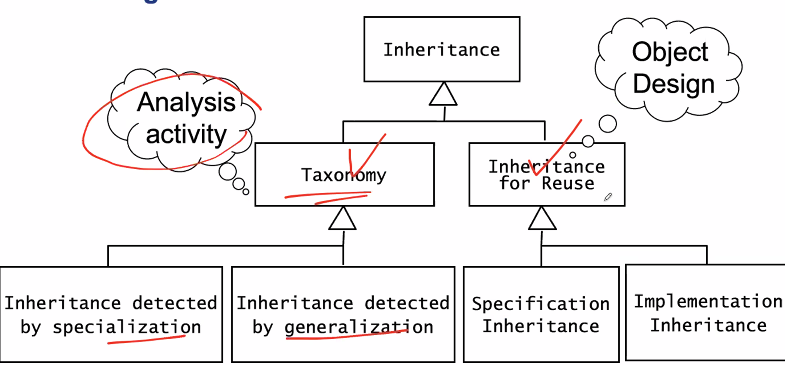 Inheritance
Object
Design
Analysis
activity
Taxonomy
Inheritance
for Reuse
Inheritance detected
by specialization
Inheritance detected
by generalization
Specification
Inheritance
Implementation
Inheritance